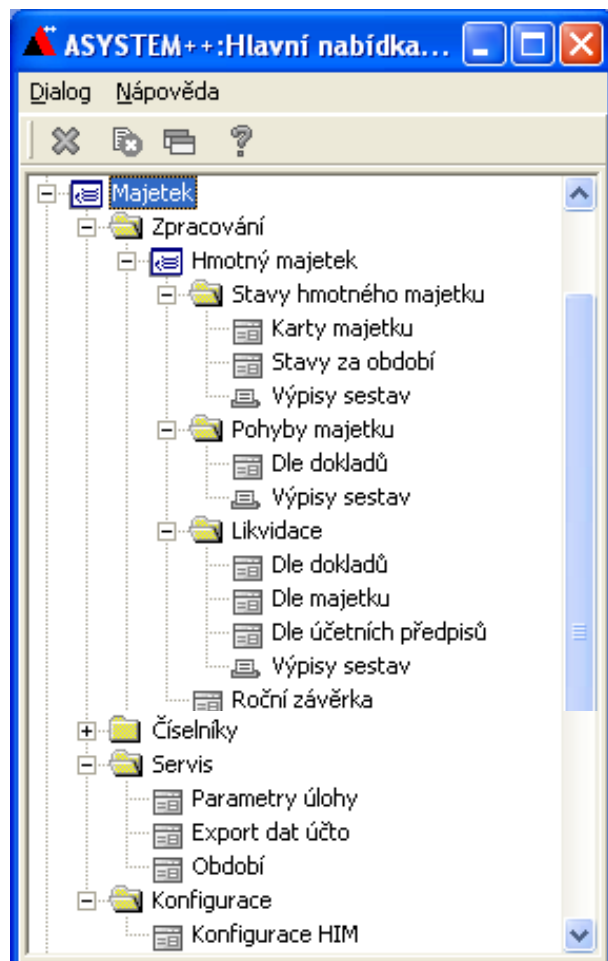 ASYSTEM++:Hlavní nabídka...
Dialog Nápověda
Majetek
Zpracování
Hmotný majetek
Stavy hmotného majetku
Karty majetku
Stavy za období
Výpisy sestav
Pohyby majetku
Dle dokladů
Výpisy sestav
Likvidace
Dle dokladů
Dle majetku
Dle účetních předpisů
Výpisy sestav
Roční závěrka
Číselníky
Servis
Parametry úlohy
Export dat účto
Období
Konfigurace
Konfigurace HIM